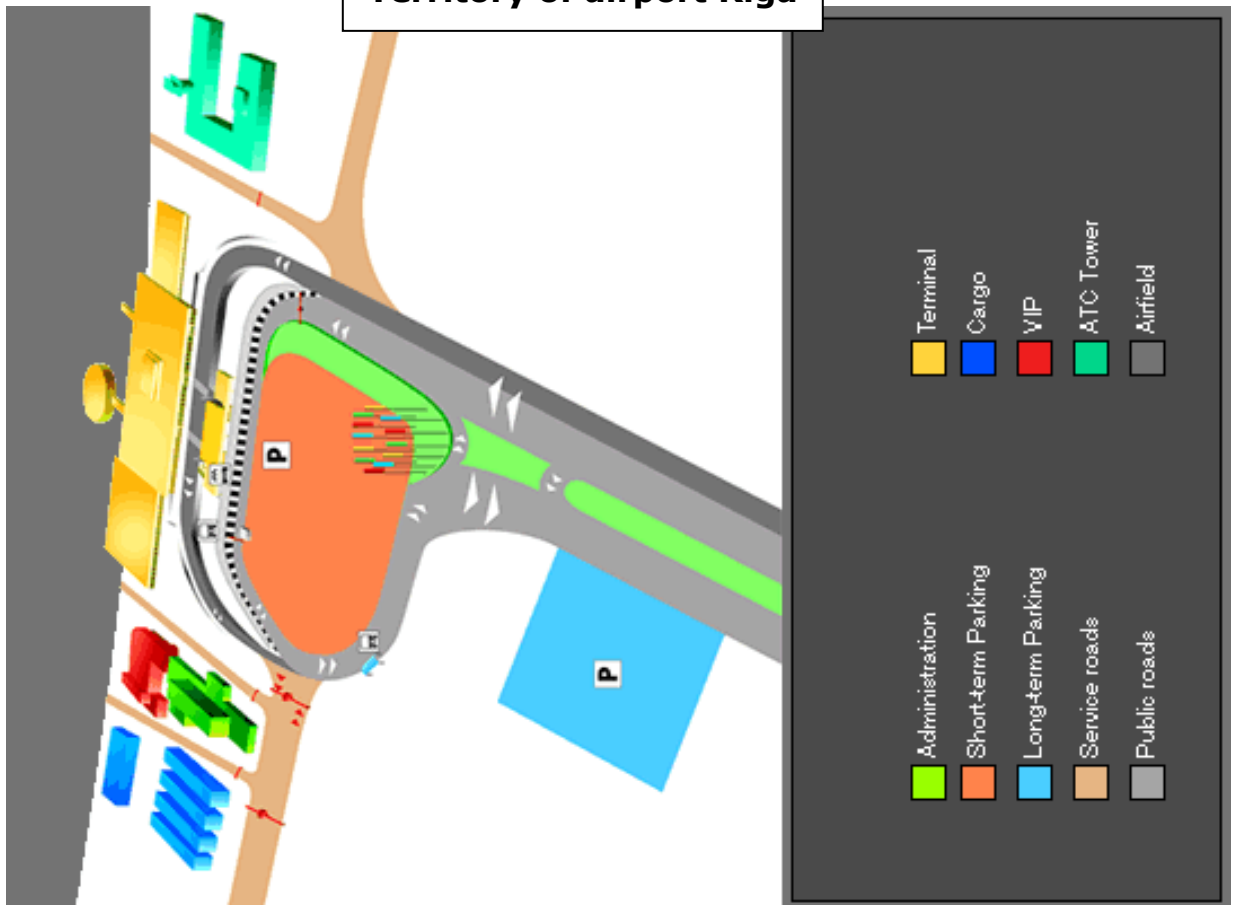 Territory of airport Riga
P
P
Administration
Short-term Parking
Long-term Parking
Service roads
Public roads
Terminal
Cargo
VIP
ATC Tower
Airfield